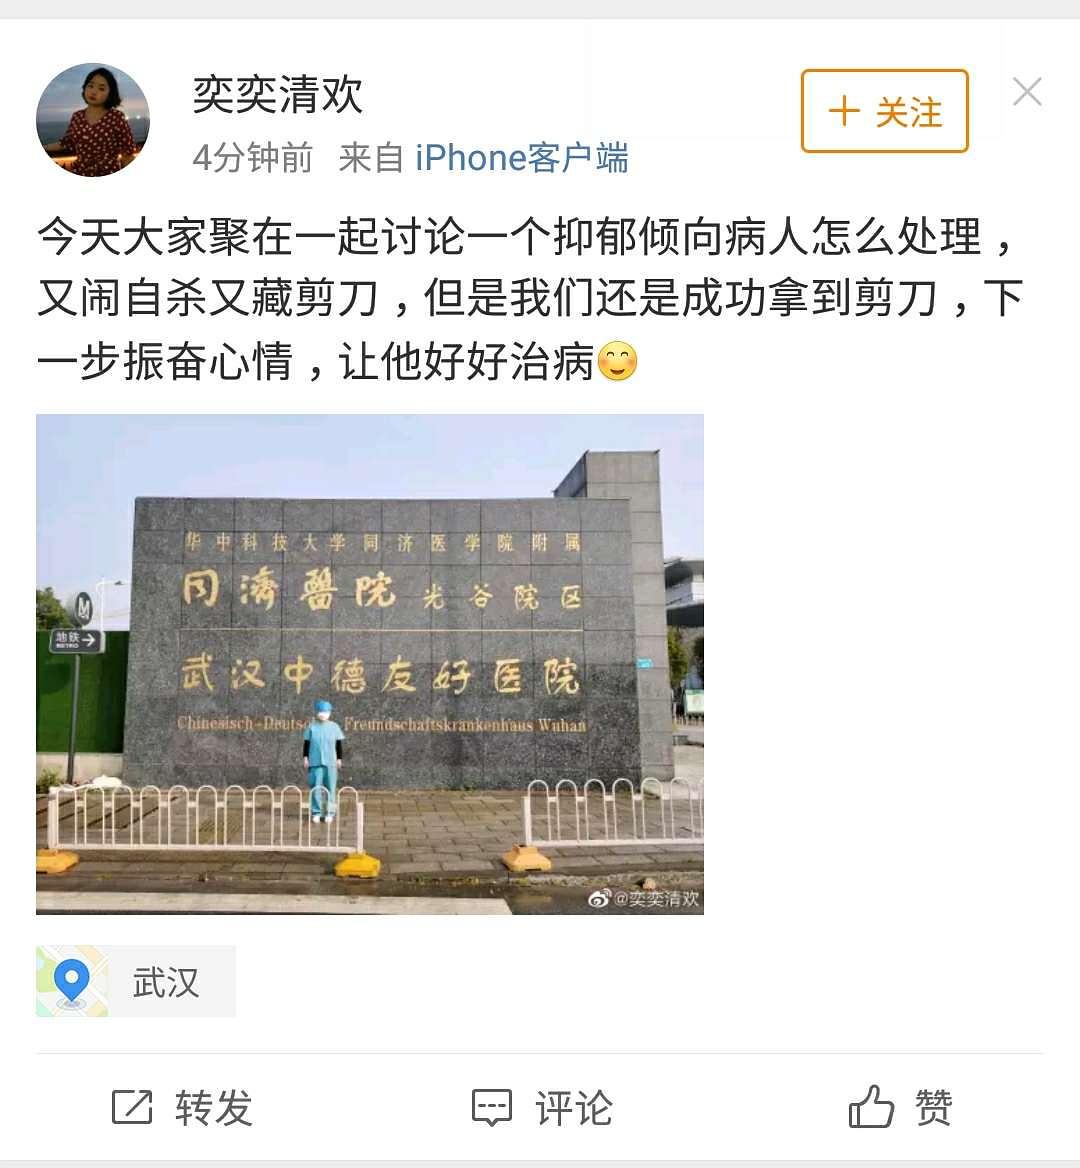 奕奕清欢
4分钟前 来自 iPhone客户端
+ 关注
今天大家聚在一起讨论一个抑郁倾向病人怎么处理，
又闹自杀又藏剪刀，但是我们还是成功拿到剪刀，下
一步振奋心情，让他好好治病😊
华中科技大学同济医学院附属
同濟醫院 光谷院区
地铁
METRO
武汉中德友好医院
Chinesisch-Deutsc Freundschaftskrankenhaus Wuhan
@奕奕清欢
武汉
转发
评论
赞